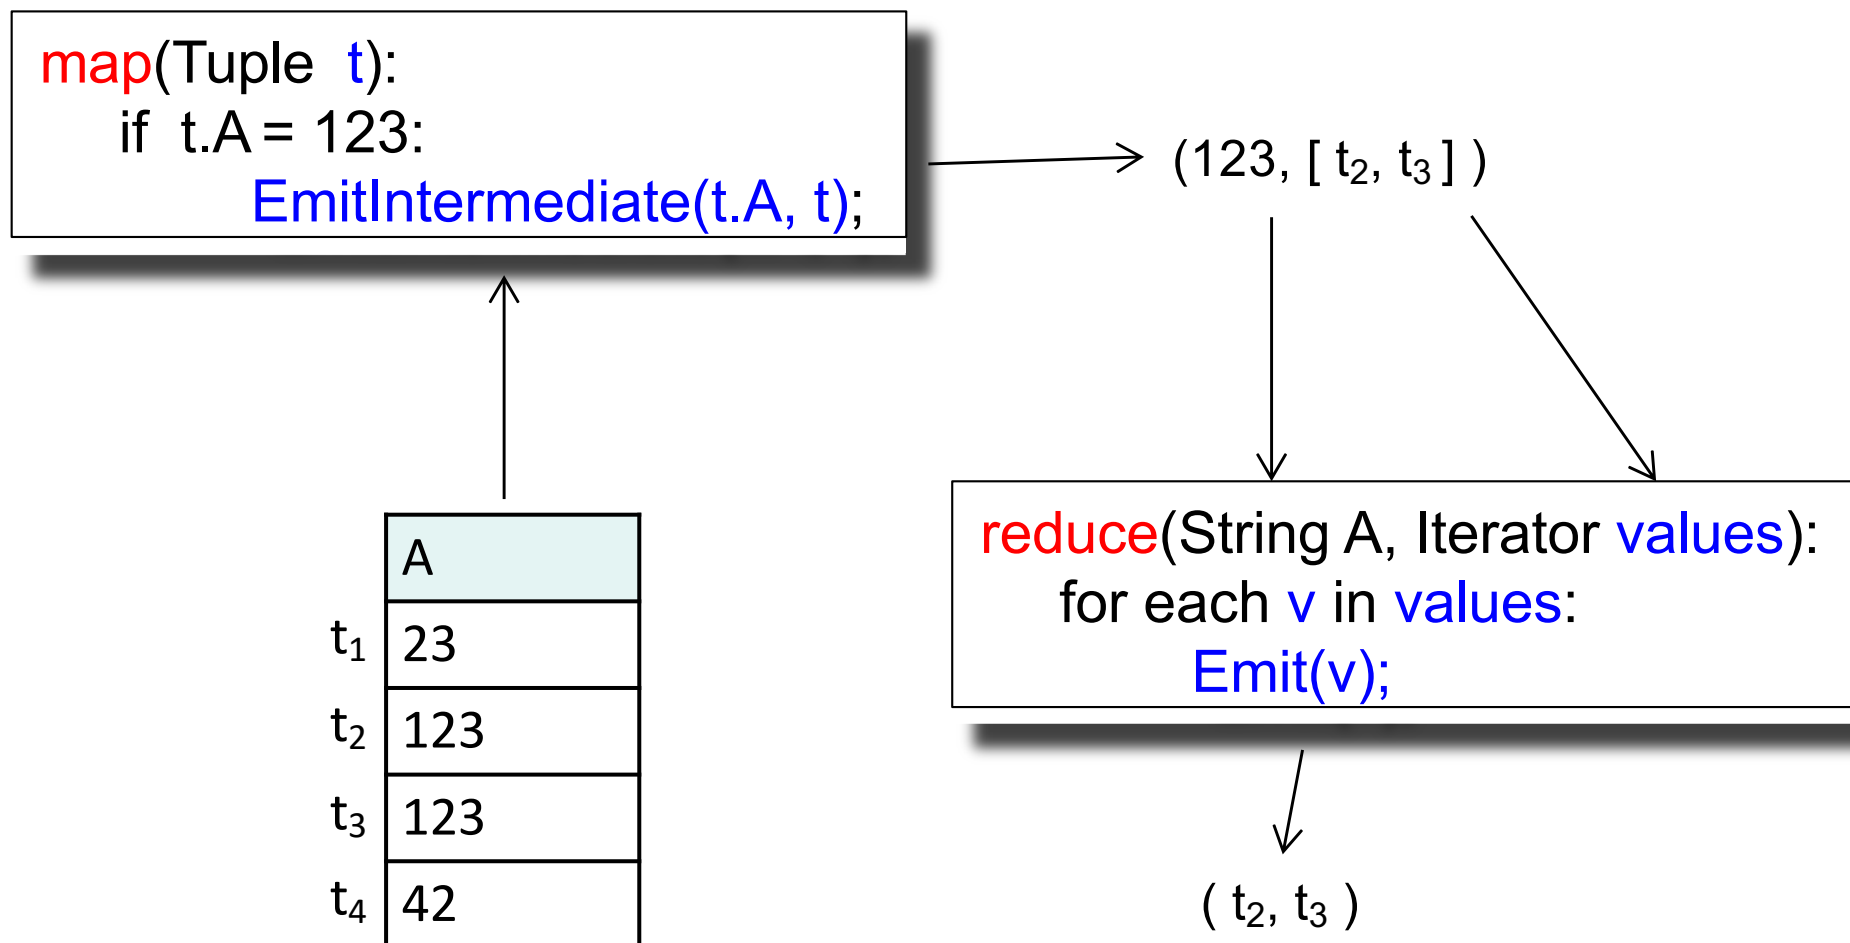 map(Tuple t):
if t.A = 123:
EmitIntermediate(t.A, t);
(123, [ t₂, t₃ ] )
reduce(String A, Iterator values):
for each v in values:
Emit(v);
A
t₁ 23
t₂ 123
t₃ 123
t₄ 42
( t₂, t₃ )